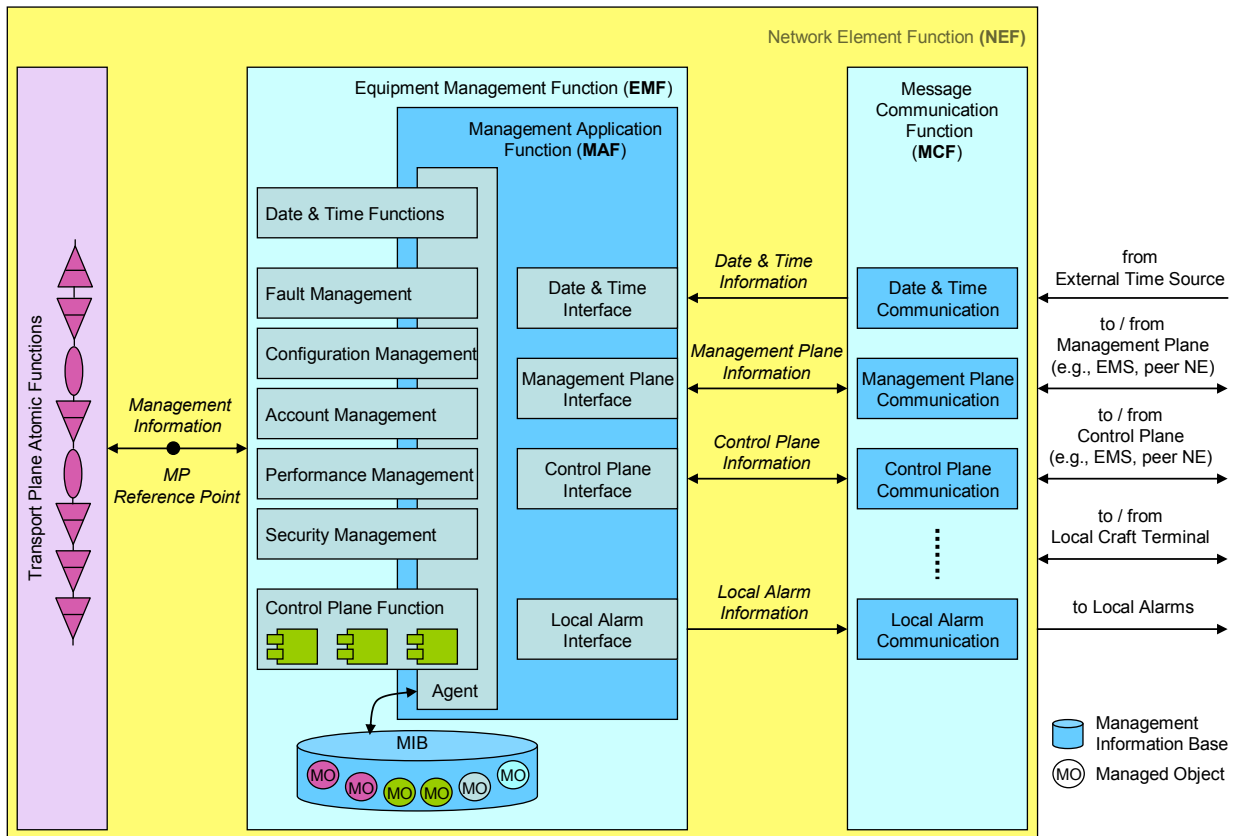 Network Element Function (NEF)
Transport Plane Atomic Functions
Management
Information
MP
Reference Point
Equipment Management Function (EMF)
Management Application
Function (MAF)
Date & Time Functions
Fault Management
Configuration Management
Account Management
Performance Management
Security Management
Control Plane Function
Agent
MIB
MO
MO
MO
MO
MO
MO
Date & Time
Interface
Management Plane
Interface
Control Plane
Interface
Local Alarm
Interface
Date & Time
Information
Management Plane
Information
Control Plane
Information
Local Alarm
Information
Message
Communication
Function
(MCF)
Date & Time
Communication
Management Plane
Communication
Control Plane
Communication
Local Alarm
Communication
from
External Time Source
to / from
Management Plane
(e.g., EMS, peer NE)
to / from
Control Plane
(e.g., EMS, peer NE)
to / from
Local Craft Terminal
to Local Alarms
Management
Information Base
MO
Managed Object